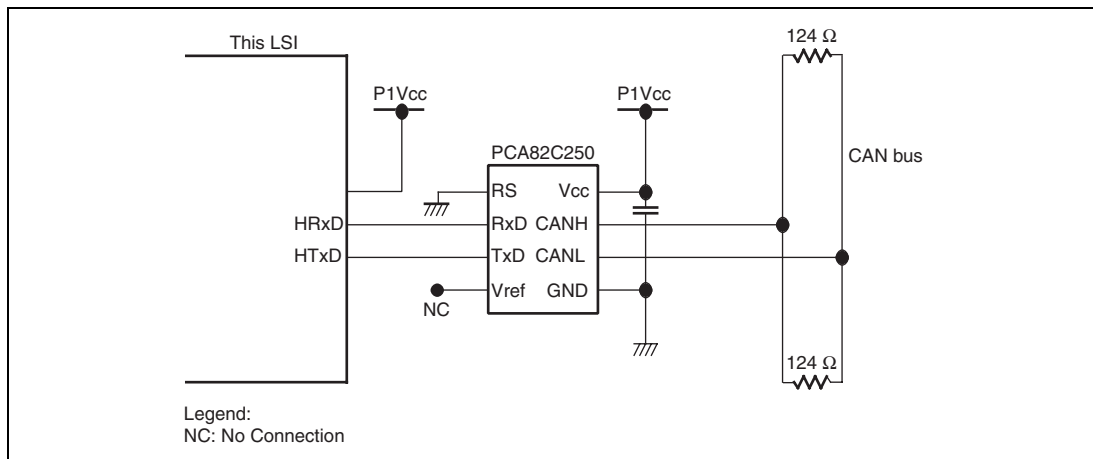 124 Ω
This LSI
P1Vcc
P1Vcc
PCA82C250
CAN bus
RS
Vcc
HRxD
RxD
CANH
HTxD
TxD
CANL
Vref
GND
NC
124 Ω
Legend:
NC: No Connection